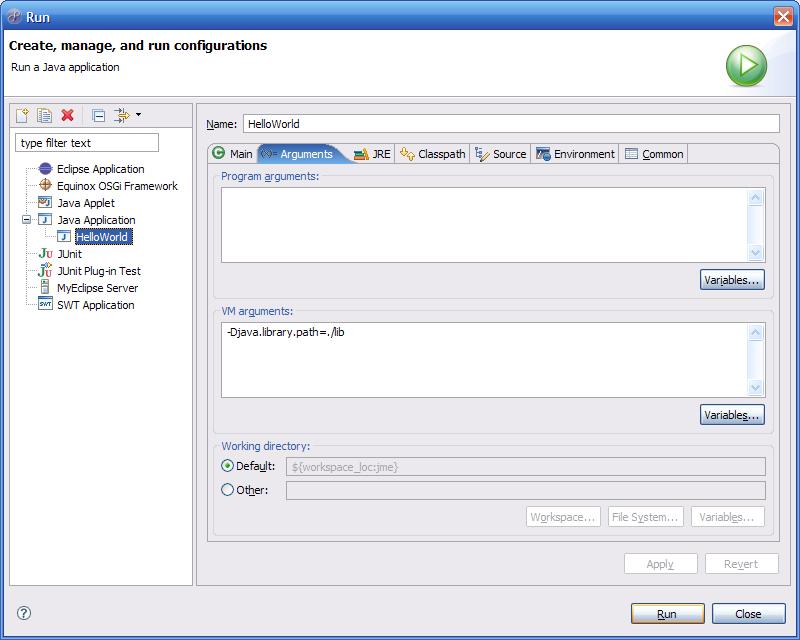 Run
Create, manage, and run configurations
Run a Java application
type filter text
Eclipse Application
Equinox OSGi Framework
Java Applet
Java Application
HelloWorld
JUnit
JUnit Plug-in Test
MyEclipse Server
SWT Application
Name: HelloWorld
Main Arguments JRE Classpath Source Environment Common
Program arguments:
Variables...
VM arguments:
-Djava.library.path=./lib
Variables...
Working directory:
Default: ${workspace_loc:jme}
Other:
Workspace... File System... Variables...
Apply Revert
Run Close